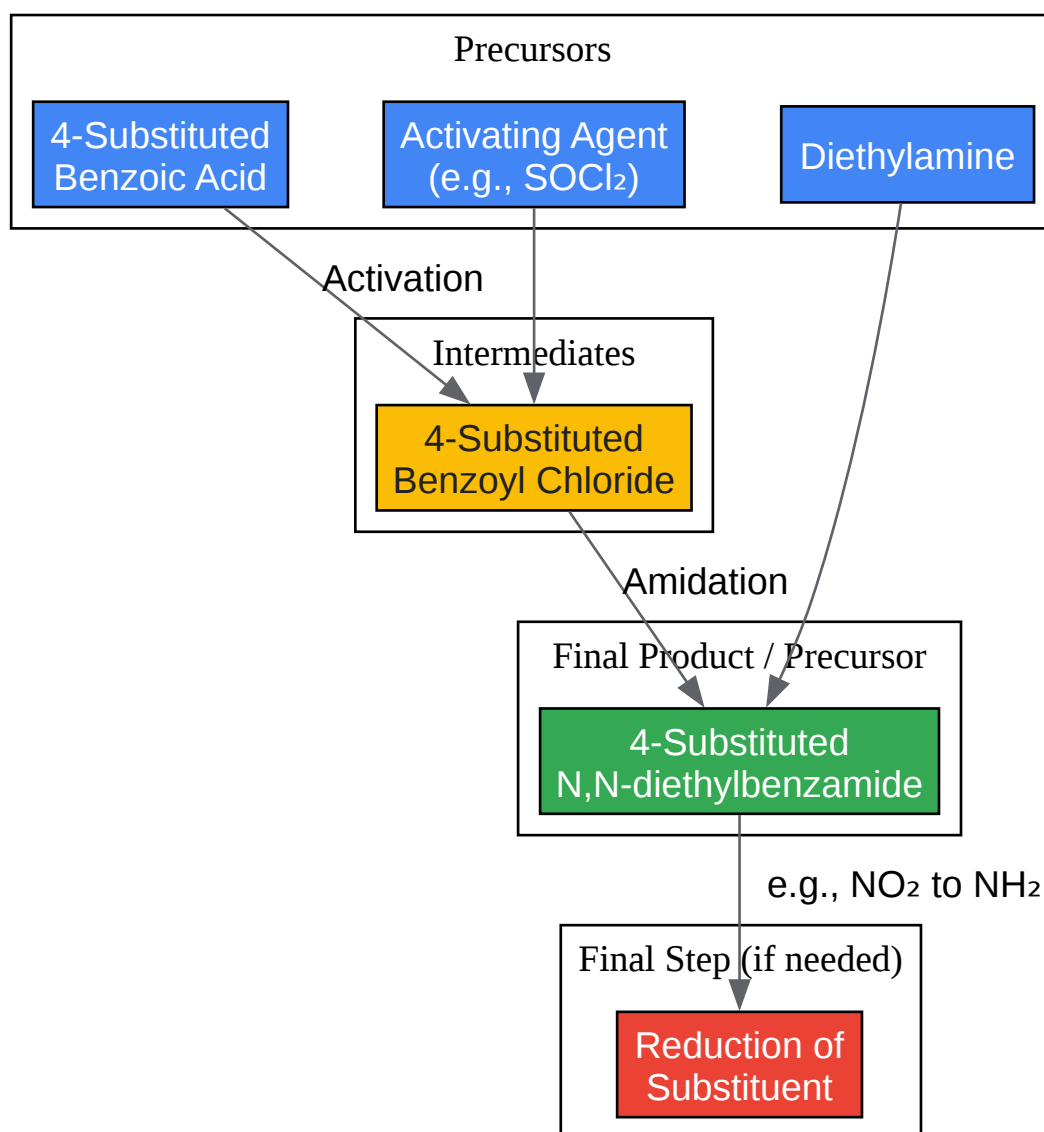 Precursors
4-Substituted
Benzoic Acid
Activating Agent
(e.g., SOCl₂)
Diethylamine
Activation
Intermediates
4-Substituted
Benzoyl Chloride
Amidation
Final Product / Precursor
4-Substituted
N,N-diethylbenzamide
e.g., NO₂ to NH₂
Final Step (if needed)
Reduction of
Substituent